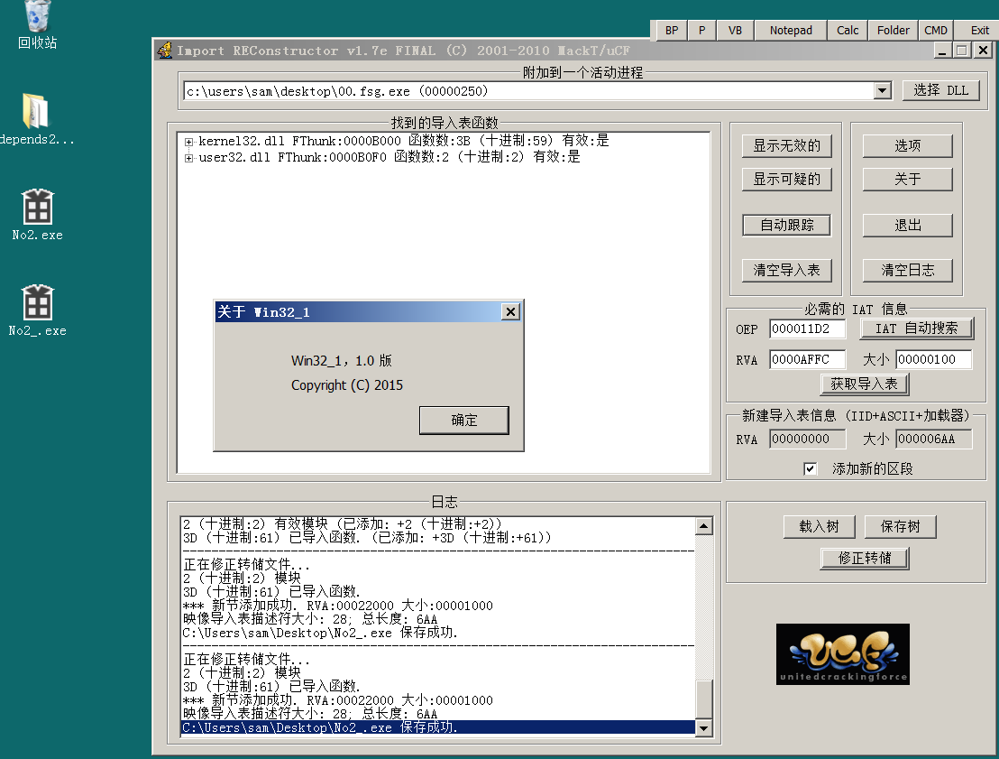 回收站
depends2...
No2.exe
No2_.exe
BP P VB Notepad Calc Folder CMD Exit
Import REConstructor v1.7e FINAL (C) 2001-2010 MackT/uCF
附加到一个活动进程
c:\users\sam\desktop\00.fsg.exe (00000250)
选择 DLL
找到的导入表函数
kernel32.dll FThunk:0000B000 函数数:3B (十进制:59) 有效:是
user32.dll FThunk:0000B0F0 函数数:2 (十进制:2) 有效:是
显示无效的
显示可疑的
自动跟踪
清空导入表
选项
关于
退出
清空日志
关于 Win32_1
Win32_1，1.0 版
Copyright (C) 2015
确定
必需的 IAT 信息
OEP 000011D2 IAT 自动搜索
RVA 0000AFFC 大小 00000100
获取导入表
新建导入表信息 (IID+ASCII+加载器)
RVA 00000000 大小 000006AA
添加新的区段
日志
2 (十进制:2) 有效模块 (已添加: +2 (十进制:+2))
3D (十进制:61) 已导入函数. (已添加: +3D (十进制:+61))
正在修正转储文件...
2 (十进制:2) 模块
3D (十进制:61) 已导入函数.
*** 新节添加成功. RVA:00022000 大小:00001000
映像导入表描述符大小: 28; 总长度: 6AA
C:\Users\sam\Desktop\No2_.exe 保存成功.
正在修正转储文件...
2 (十进制:2) 模块
3D (十进制:61) 已导入函数.
*** 新节添加成功. RVA:00022000 大小:00001000
映像导入表描述符大小: 28; 总长度: 6AA
C:\Users\sam\Desktop\No2_.exe 保存成功.
载入树
保存树
修正转储
UCF
unitedcrackingforce